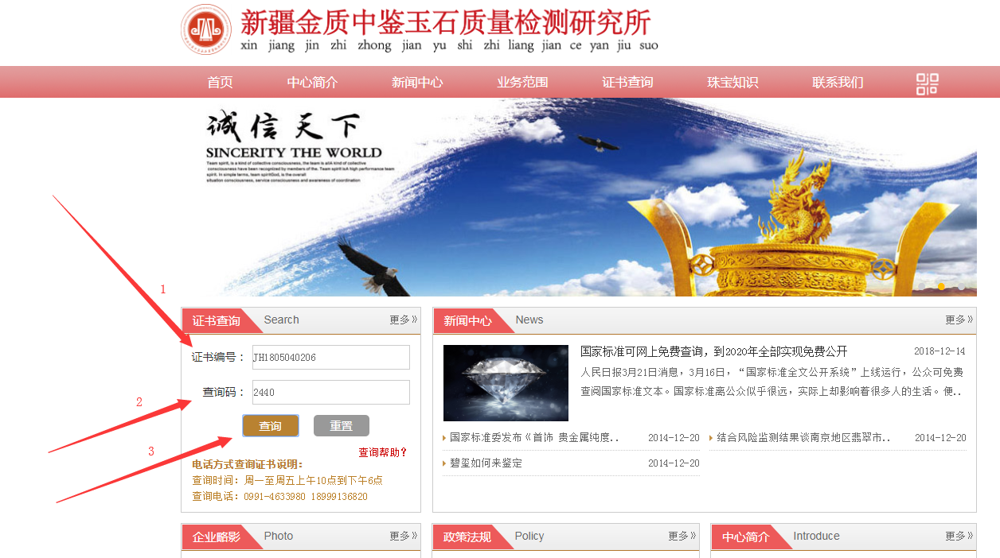 新疆金质中鉴玉石质量检测研究所
xin jiang jin zhi zhong jian yu shi zhi liang jian ce yan jiu suo
首页 中心简介 新闻中心 业务范围 证书查询 珠宝知识 联系我们
诚信天下
SINCERITY THE WORLD
Team spirit, is a kind of collective consciousness, the team is allA kind of collective
consciousness have been recognized by members of the. Team spirit isA high performance team
spirit. In simple terms, team spiritGod, is the overall
situation consciousness, service consciousness and awareness of coordination
1
证书查询 Search 更多》
证书编号： JH1805040206
查询码： 2440
2
查询 重置
3
查询帮助？
电话方式查询证书说明：
查询时间：周一至周五上午10点到下午6点
查询电话：0991-4633980 18999136820
新闻中心 News 更多》
国家标准可网上免费查询，到2020年全部实现免费公开 2018-12-14
人民日报3月21日消息，3月16日，“国家标准全文公开系统”上线运行，公众可免费
查阅国家标准文本。国家标准离公众似乎很远，实际上却影响着很多人的生活。便..
国家标准委发布《首饰 贵金属纯度.. 2014-12-20
结合风险监测结果谈南京地区翡翠市.. 2014-12-20
碧玺如何来鉴定 2014-12-20
企业略影 Photo 更多》
政策法规 Policy 更多》
中心简介 Introduce 更多》